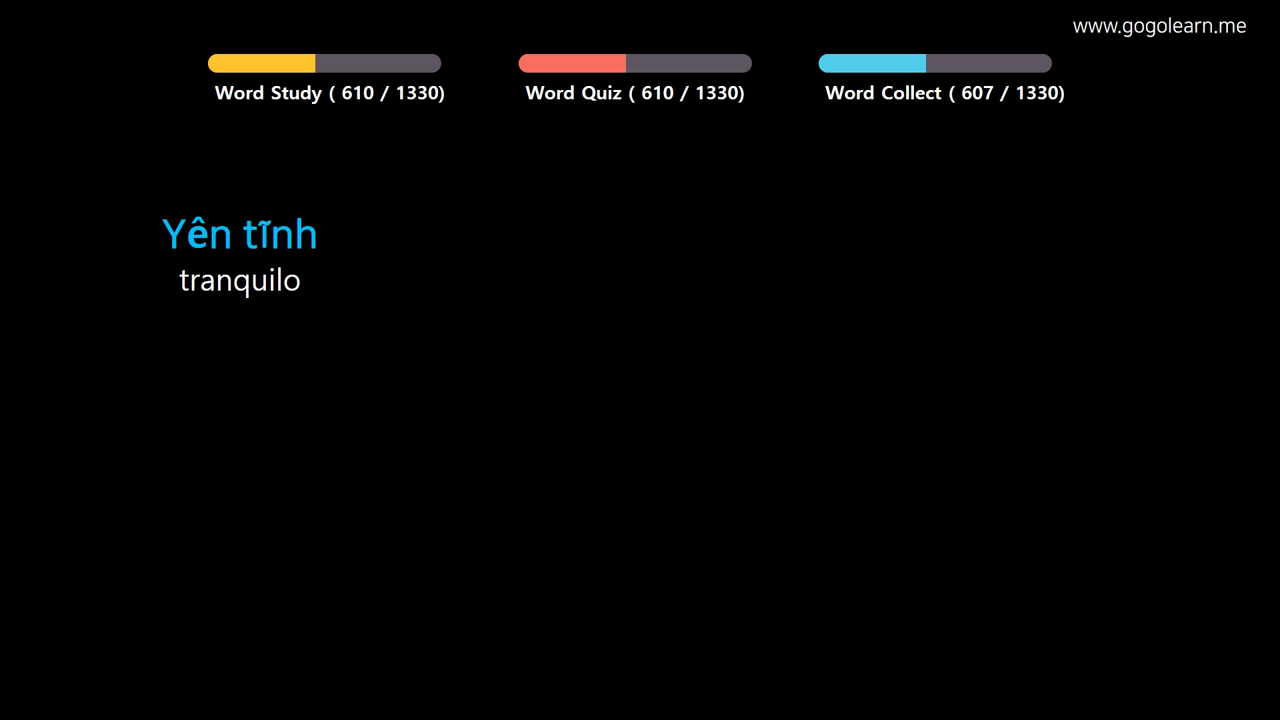 www.gogolearn.me
Word Study ( 610 / 1330)
Word Quiz ( 610 / 1330)
Word Collect ( 607 / 1330)
Yên tĩnh
tranquilo